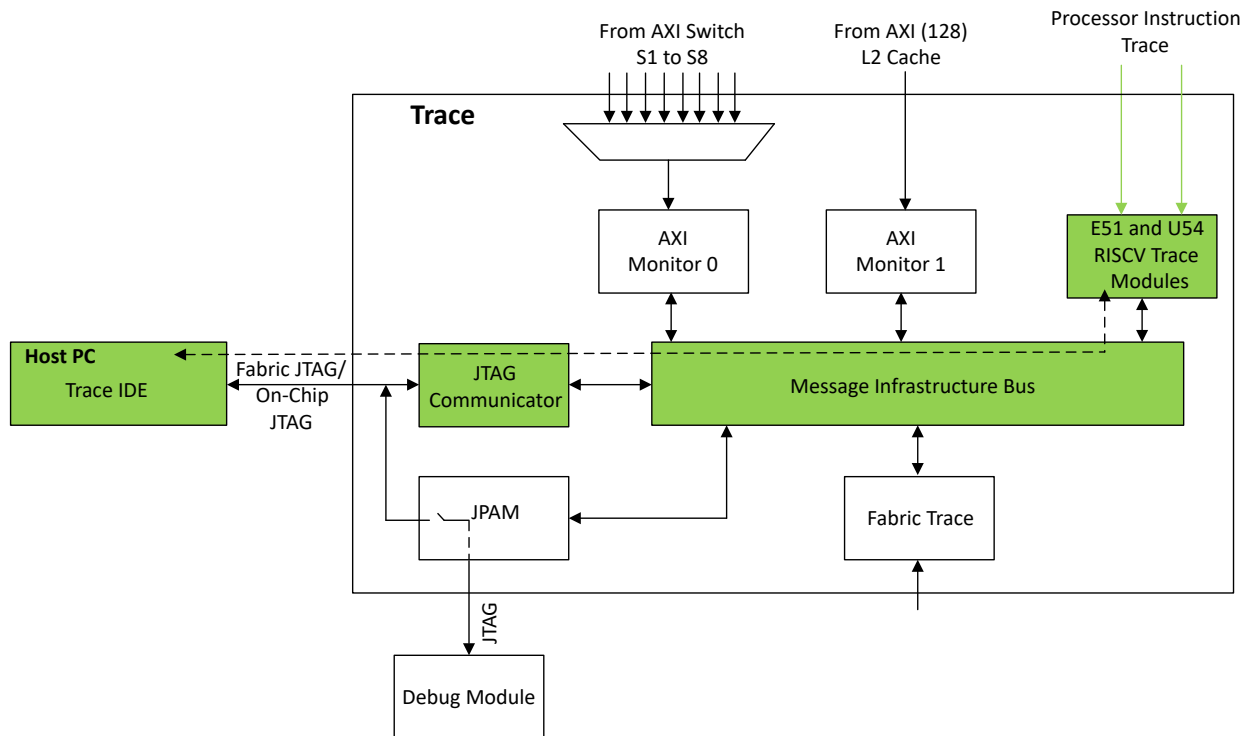 From AXI Switch
S1 to S8
From AXI (128)
L2 Cache
Processor Instruction
Trace
Trace
AXI
Monitor 0
AXI
Monitor 1
E51 and U54
RISCV Trace
Modules
Host PC
Trace IDE
Fabric JTAG/
On-Chip
JTAG
JTAG
Communicator
Message Infrastructure Bus
JPAM
Fabric Trace
JTAG
Debug Module